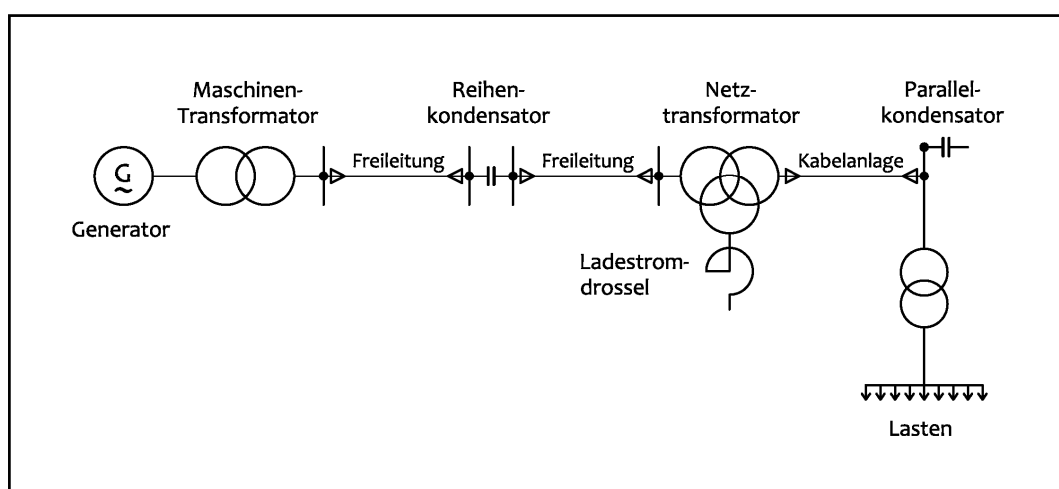 Maschinen-
Transformator
Reihen-
kondensator
Netz-
transformator
Parallel-
kondensator
Freileitung
Freileitung
Kabelanlage
G
~
Generator
Ladestrom-
drossel
Lasten